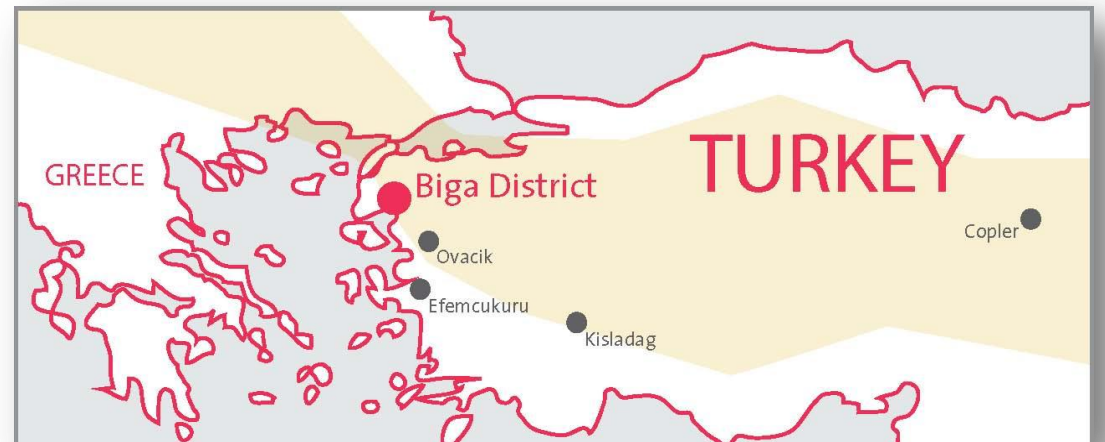 TURKEY
GREECE
Biga District
Copler
Ovacik
Efemcukuru
Kisladag